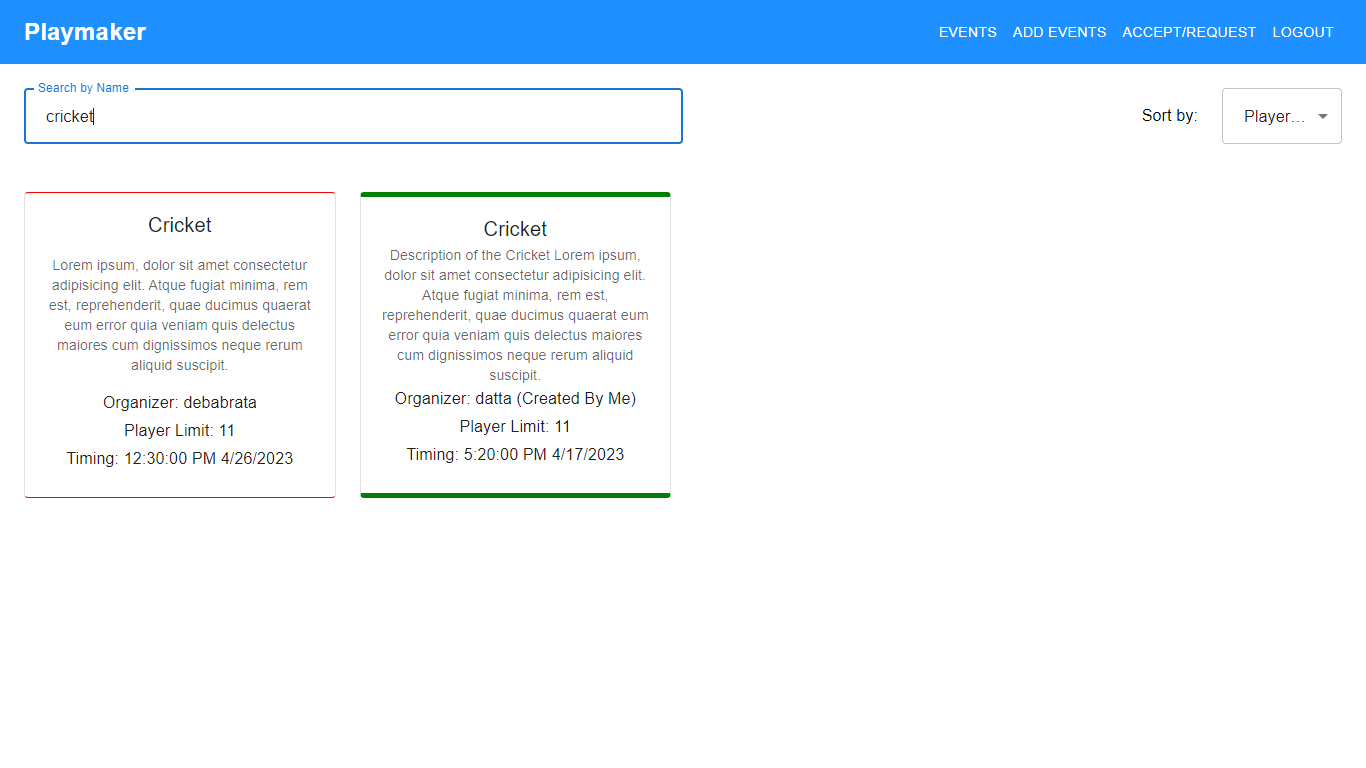 Playmaker
EVENTS
ADD EVENTS
ACCEPT/REQUEST
LOGOUT
Search by Name
cricket
Sort by:
Player...
Cricket
Lorem ipsum, dolor sit amet consectetur
adipisicing elit. Atque fugiat minima, rem
est, reprehenderit, quae ducimus quaerat
eum error quia veniam quis delectus
maiores cum dignissimos neque rerum
aliquid suscipit.
Organizer: debabrata
Player Limit: 11
Timing: 12:30:00 PM 4/26/2023
Cricket
Description of the Cricket Lorem ipsum,
dolor sit amet consectetur adipisicing elit.
Atque fugiat minima, rem est,
reprehenderit, quae ducimus quaerat eum
error quia veniam quis delectus maiores
cum dignissimos neque rerum aliquid
suscipit.
Organizer: datta (Created By Me)
Player Limit: 11
Timing: 5:20:00 PM 4/17/2023